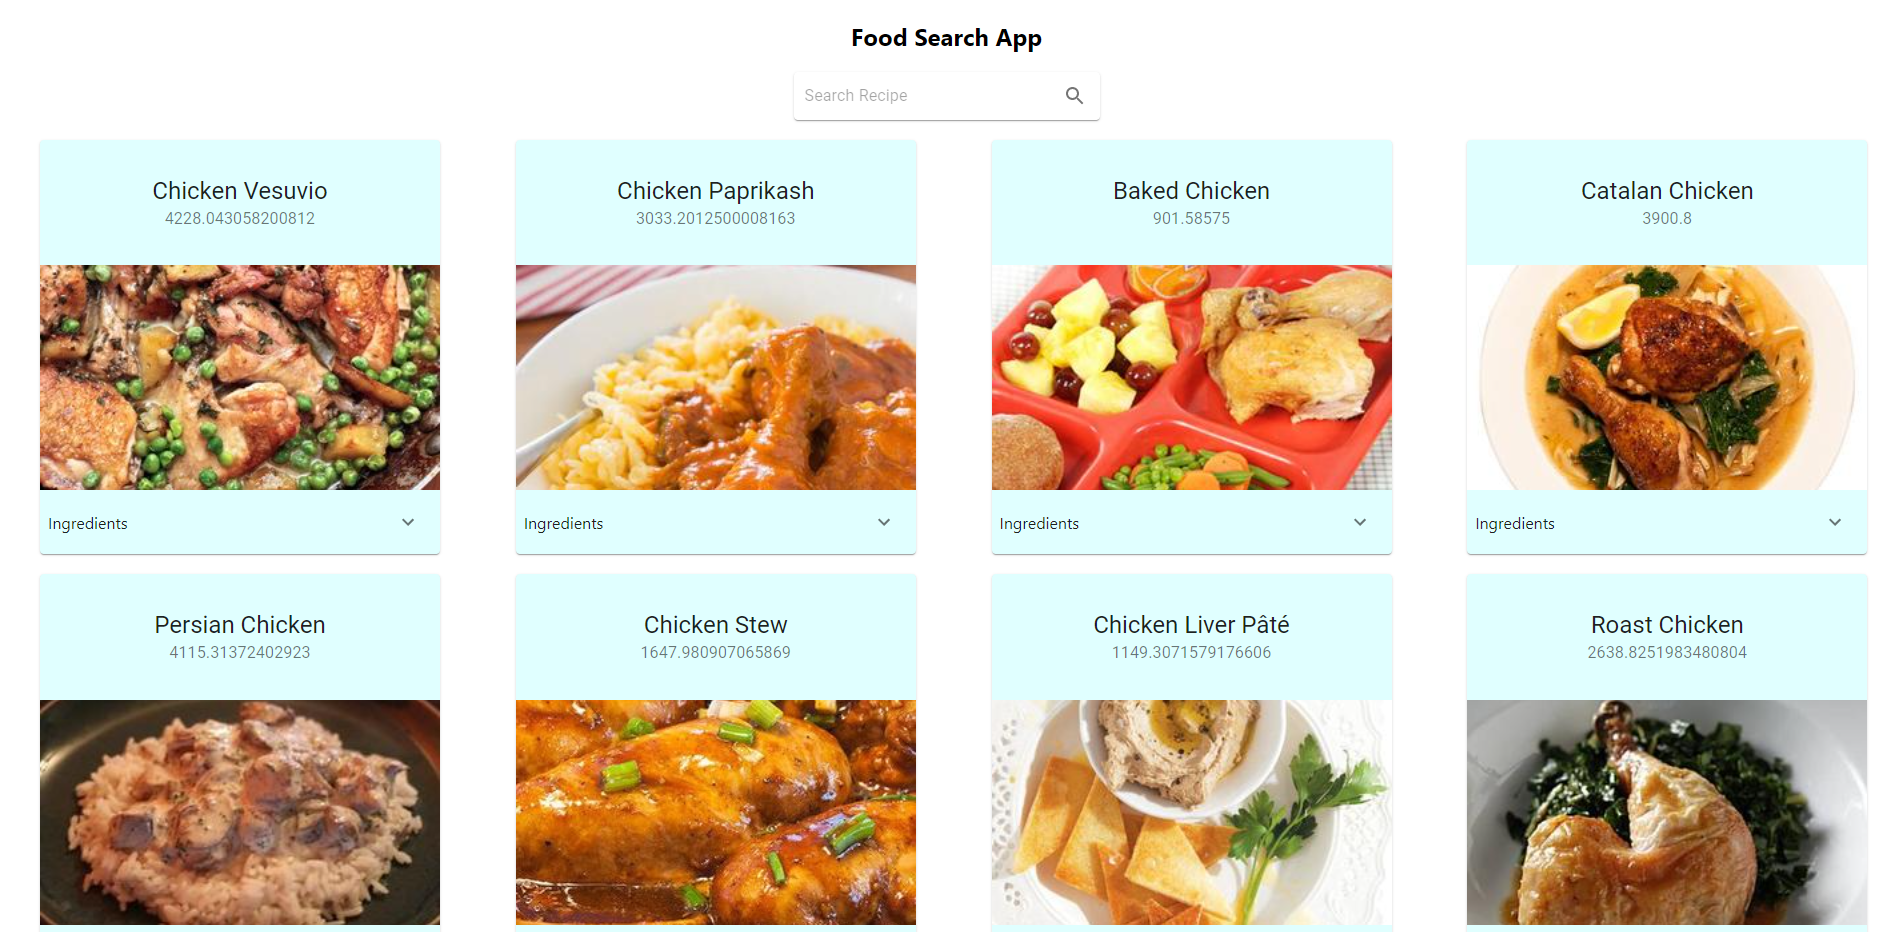 Food Search App
Search Recipe
Chicken Vesuvio
4228.043058200812
Ingredients
Chicken Paprikash
3033.2012500008163
Ingredients
Baked Chicken
901.58575
Ingredients
Catalan Chicken
3900.8
Ingredients
Persian Chicken
4115.31372402923
Chicken Stew
1647.980907065869
Chicken Liver Pâté
1149.3071579176606
Roast Chicken
2638.8251983480804